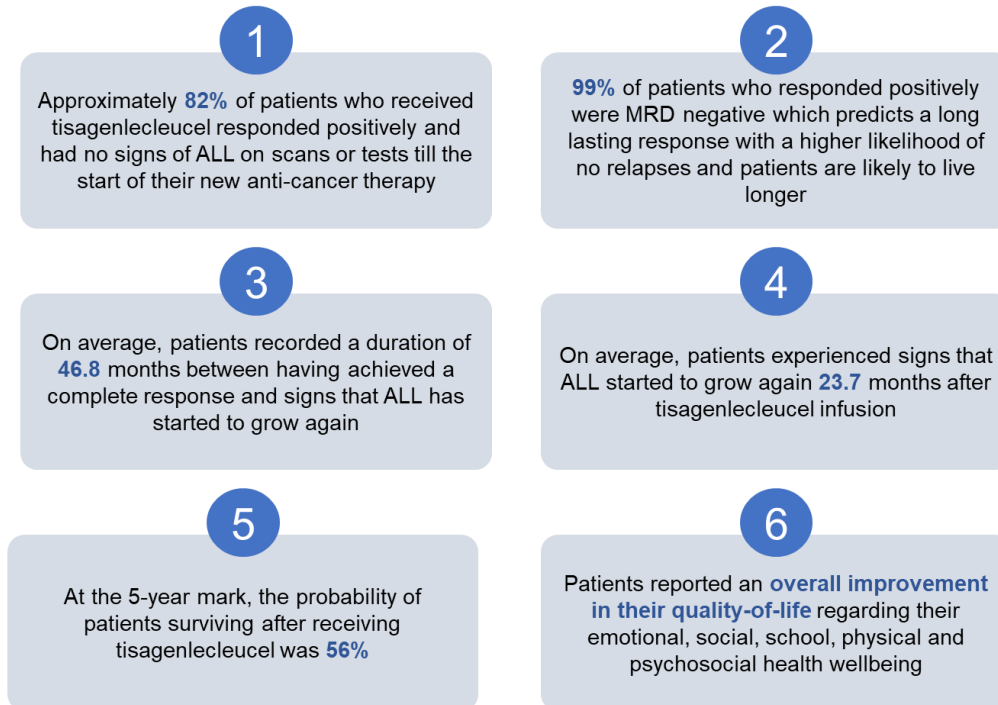 1
Approximately 82% of patients who received
tisagenlecleucel responded positively and
had no signs of ALL on scans or tests till the
start of their new anti-cancer therapy
2
99% of patients who responded positively
were MRD negative which predicts a long
lasting response with a higher likelihood of
no relapses and patients are likely to live
longer
3
On average, patients recorded a duration of
46.8 months between having achieved a
complete response and signs that ALL has
started to grow again
4
On average, patients experienced signs that
ALL started to grow again 23.7 months after
tisagenlecleucel infusion
5
At the 5-year mark, the probability of
patients surviving after receiving
tisagenlecleucel was 56%
6
Patients reported an overall improvement
in their quality-of-life regarding their
emotional, social, school, physical and
psychosocial health wellbeing